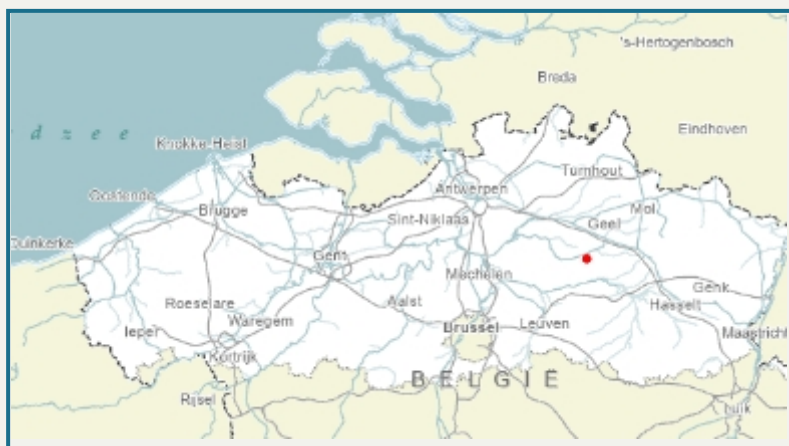 's-Hertogenbosch
Breda
d z e e
Eindhoven
Knokke-Heist
Turnhout
Antwerpen
Oostende
Mol
Brugge
Sint-Niklaas
Geel
Duinkerke
Gent
Mechelen
Genk
Roeselare
Aalst
Hasselt
Ieper
Waregem
Brussel
Leuven
Maastricht
Kortrijk
BELGIË
Rijsel
Luik